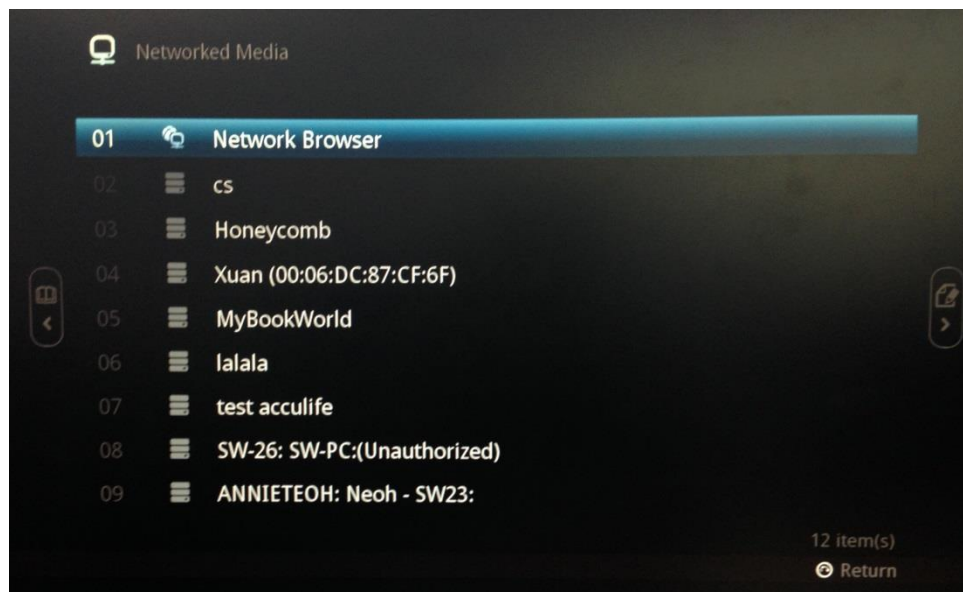 Networked Media
01 Network Browser
02 cs
03 Honeycomb
04 Xuan (00:06:DC:87:CF:6F)
05 MyBookWorld
06 lalala
07 test acculife
08 SW-26: SW-PC:(Unauthorized)
09 ANNIETEOH: Neoh - SW23:
12 item(s)
Return